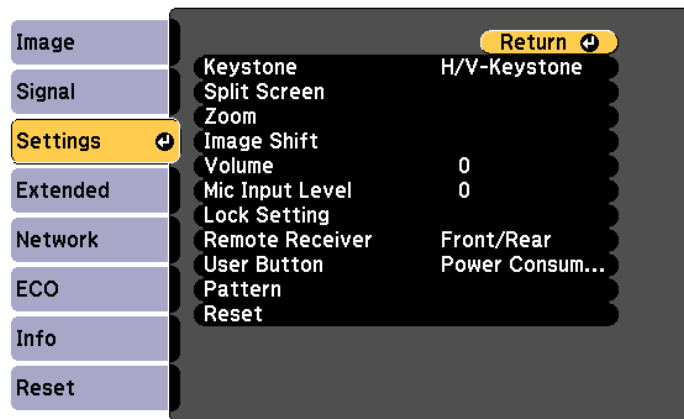 Image
Signal
Settings
Extended
Network
ECO
Info
Reset
Return
Keystone H/V-Keystone
Split Screen
Zoom
Image Shift
Volume 0
Mic Input Level 0
Lock Setting
Remote Receiver Front/Rear
User Button Power Consum...
Pattern
Reset